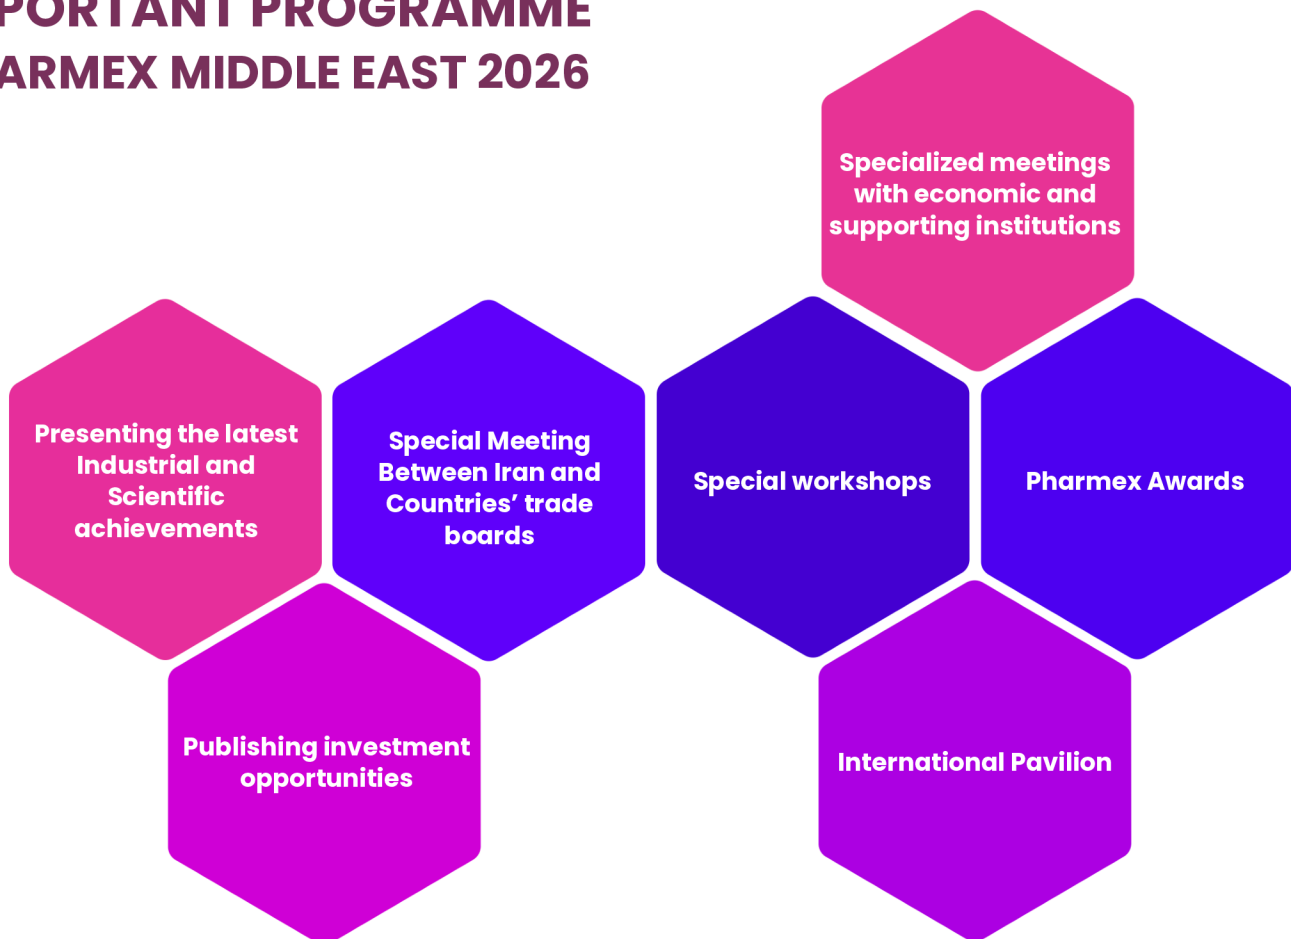 PORTANT PROGRAMME
ARMEX MIDDLE EAST 2026
Specialized meetings
with economic and
supporting institutions
Presenting the latest
Industrial and
Scientific
achievements
Special Meeting
Between Iran and
Countries’ trade
boards
Special workshops
Pharmex Awards
Publishing investment
opportunities
International Pavilion